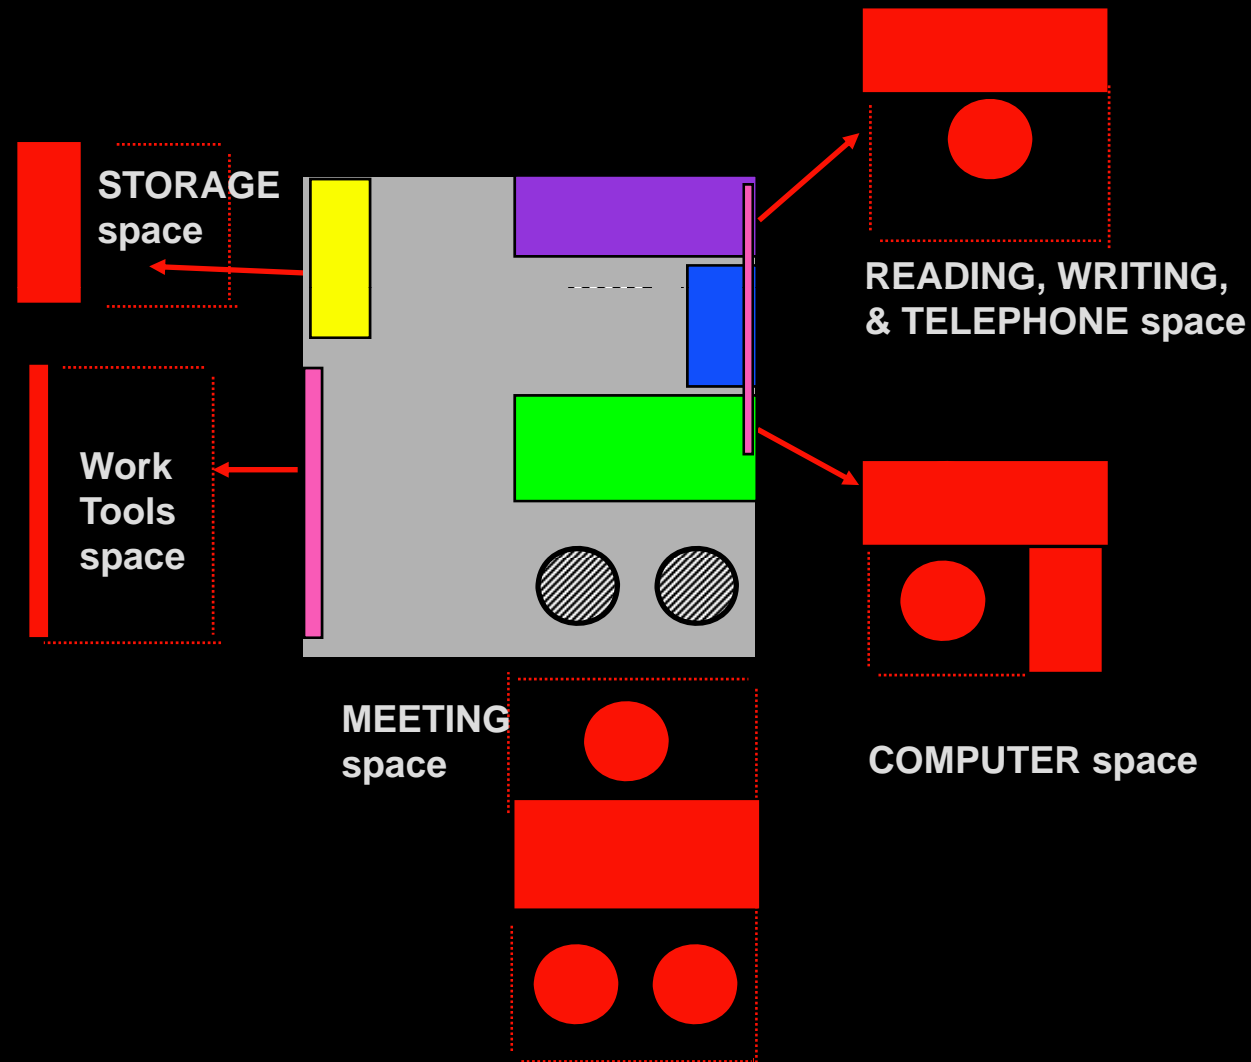 STORAGE
space
READING, WRITING,
& TELEPHONE space
Work
Tools
space
MEETING
space
COMPUTER space